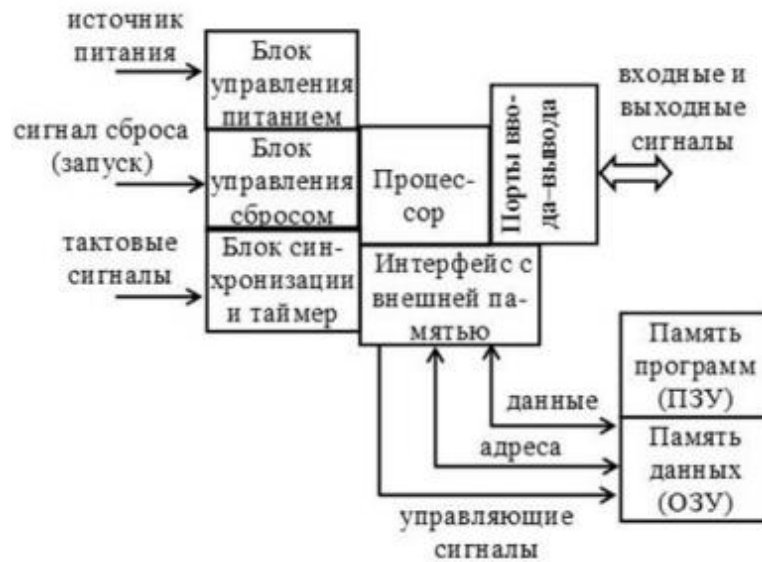 источник
питания
Блок
управления
питанием
сигнал сброса
(запуск)
Блок
управления
сбросом
тактовые
сигналы
Блок син-
хронизации
и таймер
Процес-
сор
Порты вво-
да–вывода
входные и
выходные
сигналы
Интерфейс с
внешней па-
мятью
Память
программ
(ПЗУ)
Память
данных
(ОЗУ)
данные
адреса
управляющие
сигналы